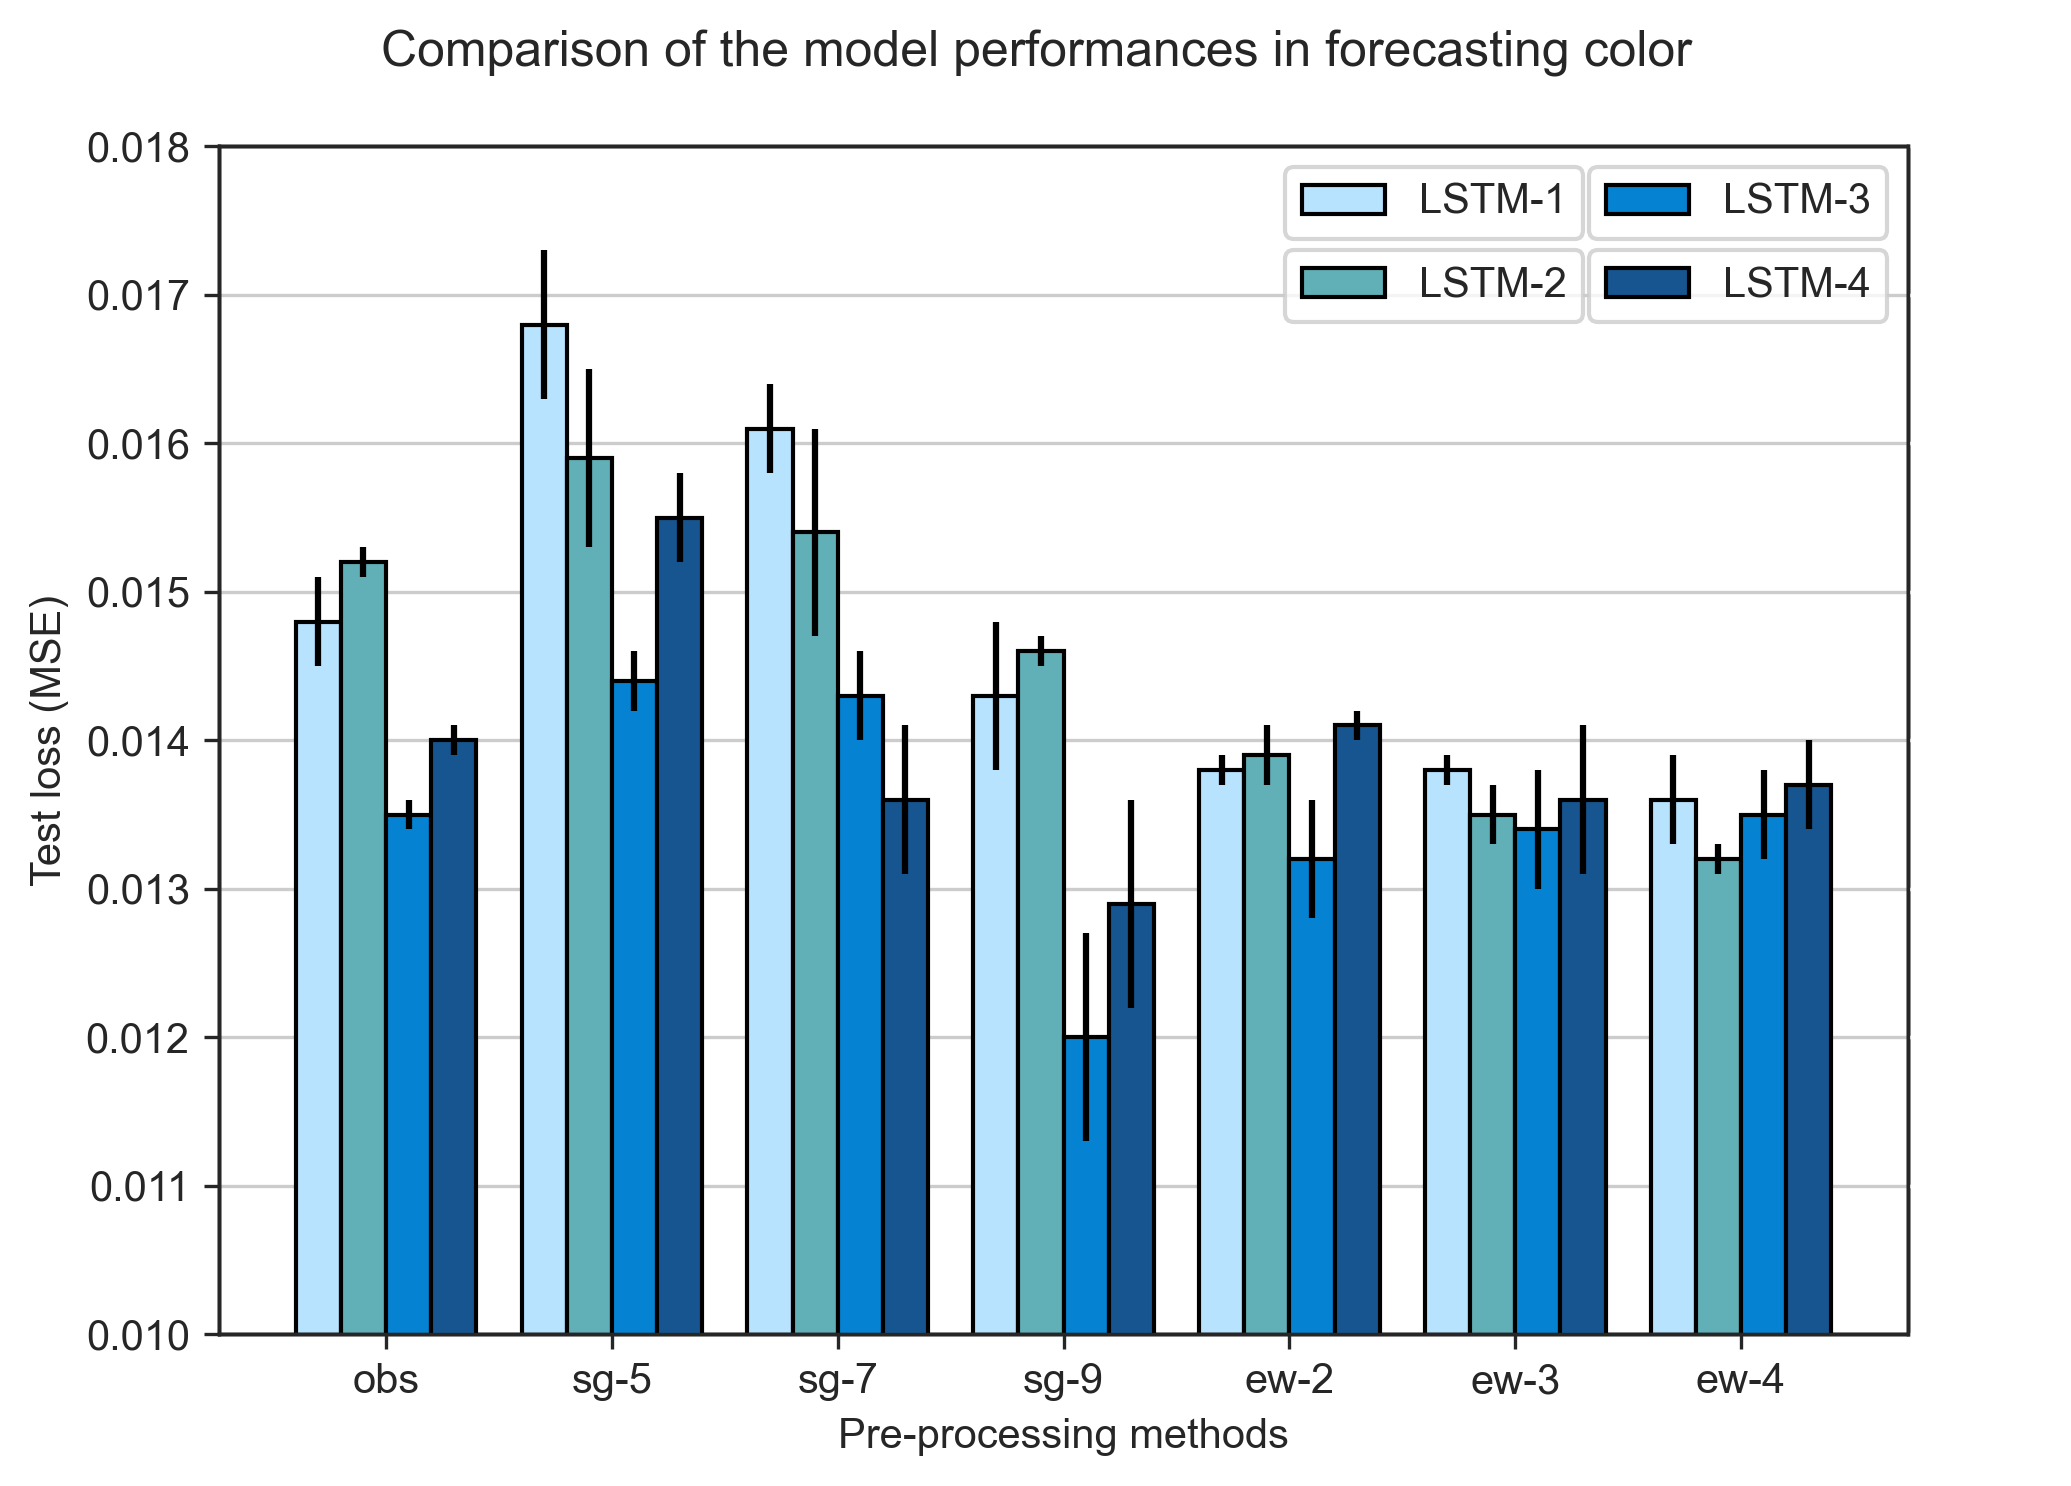 Comparison of the model performances in forecasting color
0.018
0.017
0.016
0.015
0.014
0.013
0.012
0.011
0.010
Test loss (MSE)
LSTM-1
LSTM-3
LSTM-2
LSTM-4
obs
sg-5
sg-7
sg-9
ew-2
ew-3
ew-4
Pre-processing methods